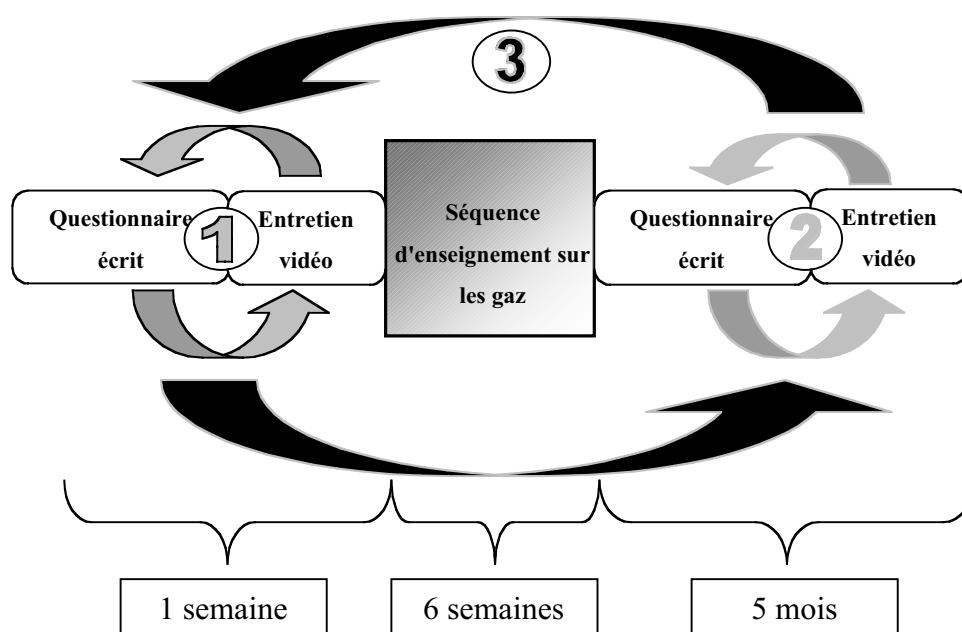 3
Questionnaire
écrit
1
Entretien
vidéo
Séquence
d'enseignement sur
les gaz
Questionnaire
écrit
2
Entretien
vidéo
1 semaine
6 semaines
5 mois